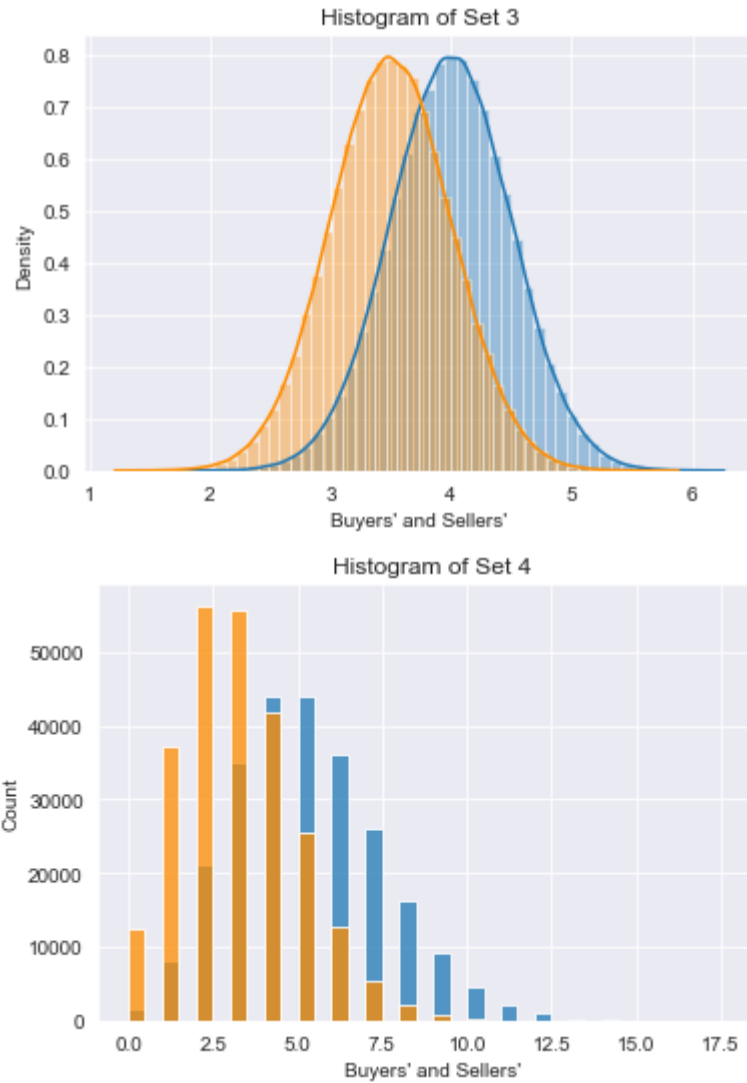 Histogram of Set 3
0.8
0.7
0.6
0.5
0.4
0.3
0.2
0.1
0.0
Density
1 2 3 4 5 6
Buyers' and Sellers'
Histogram of Set 4
50000
40000
30000
20000
10000
0
Count
0.0 2.5 5.0 7.5 10.0 12.5 15.0 17.5
Buyers' and Sellers'